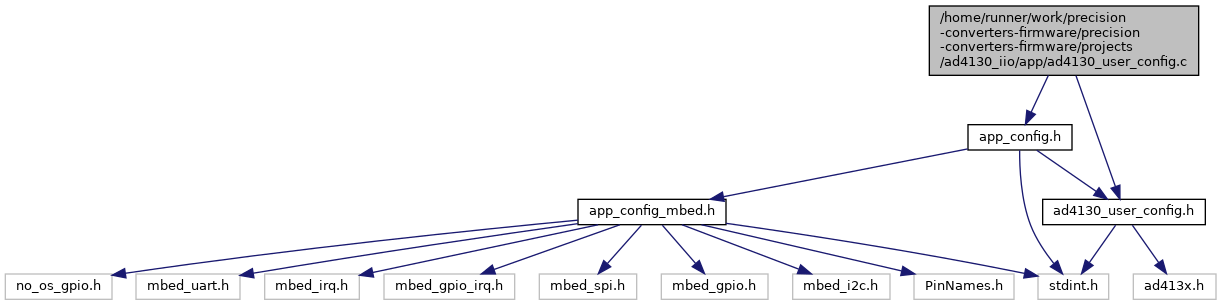 /home/runner/work/precision
-converters-firmware/precision
-converters-firmware/projects
/ad4130_iio/app/ad4130_user_config.c
app_config.h
app_config_mbed.h
ad4130_user_config.h
no_os_gpio.h
mbed_uart.h
mbed_irq.h
mbed_gpio_irq.h
mbed_spi.h
mbed_gpio.h
mbed_i2c.h
PinNames.h
stdint.h
ad413x.h